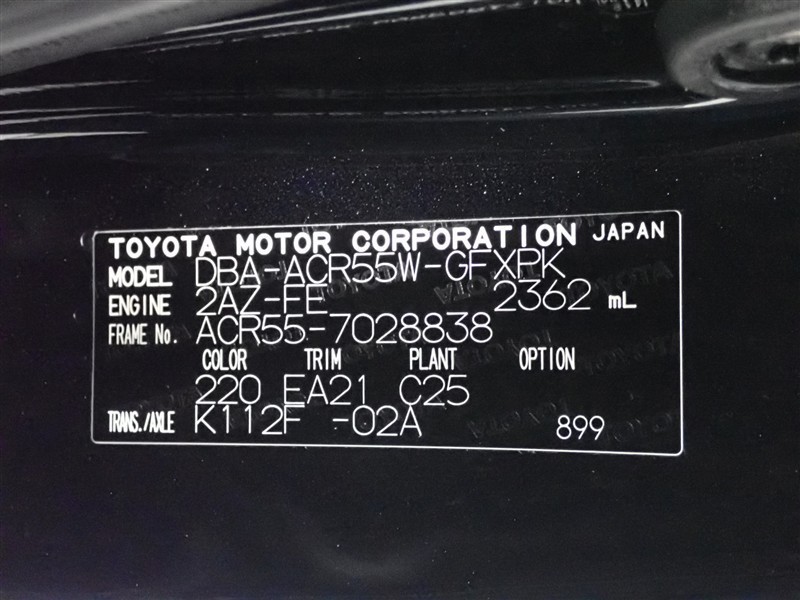 TOYOTA MOTOR CORPORATION JAPAN
MODEL DBA-ACR55W-GFXPK
ENGINE 2AZ-FE 2362 mL
FRAME No. ACR55-7028838
COLOR TRIM PLANT OPTION
220 EA21 C25
TRANS./AXLE K112F -02A 899